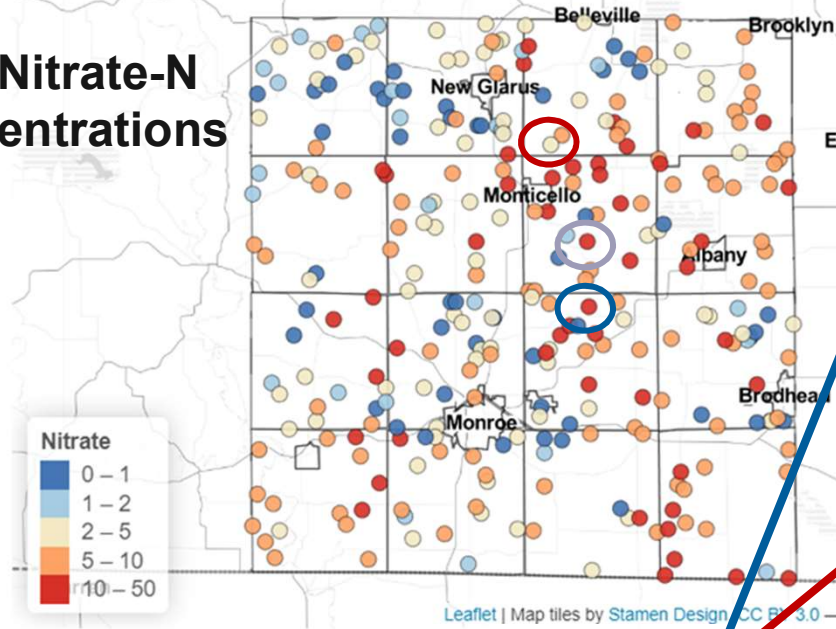 Nitrate-N
entrations
Belleville
Brooklyn
New Glarus
E
Monticello
Albany
Brodhead
Monroe
Nitrate
0 – 1
1 – 2
2 – 5
5 – 10
10 – 50
Leaflet | Map tiles by Stamen Design, CC BY 3.0 —